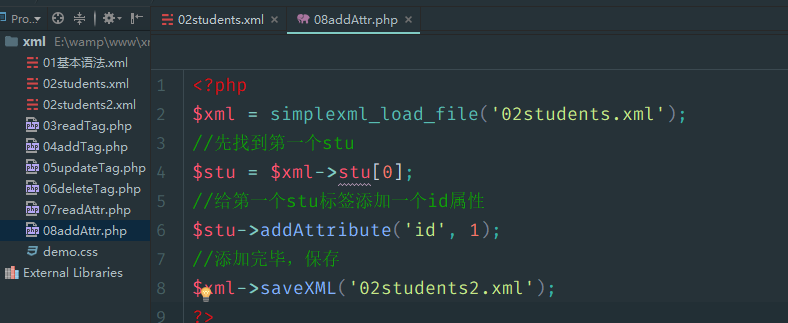 Pro...
02students.xml
08addAttr.php
xml E:\wamp\www\xr
01基本语法.xml
02students.xml
02students2.xml
03readTag.php
04addTag.php
05updateTag.php
06deleteTag.php
07readAttr.php
08addAttr.php
demo.css
External Libraries
1 <?php
2 $xml = simplexml_load_file('02students.xml');
3 //先找到第一个stu
4 $stu = $xml->stu[0];
5 //给第一个stu标签添加一个id属性
6 $stu->addAttribute('id', 1);
7 //添加完毕，保存
8 $xml->saveXML('02students2.xml');
9 ?>